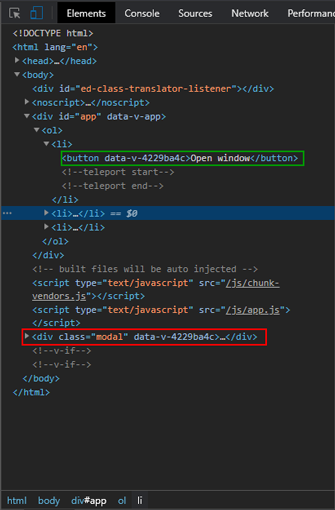 Elements Console Sources Network Performance
<!DOCTYPE html>
<html lang="en">
<head>…</head>
<body>
<div id="ed-class-translator-listener"></div>
<noscript>…</noscript>
<div id="app" data-v-app>
<ol>
<li>
<button data-v-4229ba4c>Open window</button>
<!--teleport start-->
<!--teleport end-->
</li>
<li>…</li> == $0
<li>…</li>
</ol>
</div>
<!-- built files will be auto injected -->
<script type="text/javascript" src="/js/chunk-
vendors.js"></script>
<script type="text/javascript" src="/js/app.js">
</script>
<div class="modal" data-v-4229ba4c>…</div>
<!--v-if-->
<!--v-if-->
</body>
</html>
html body div#app ol li